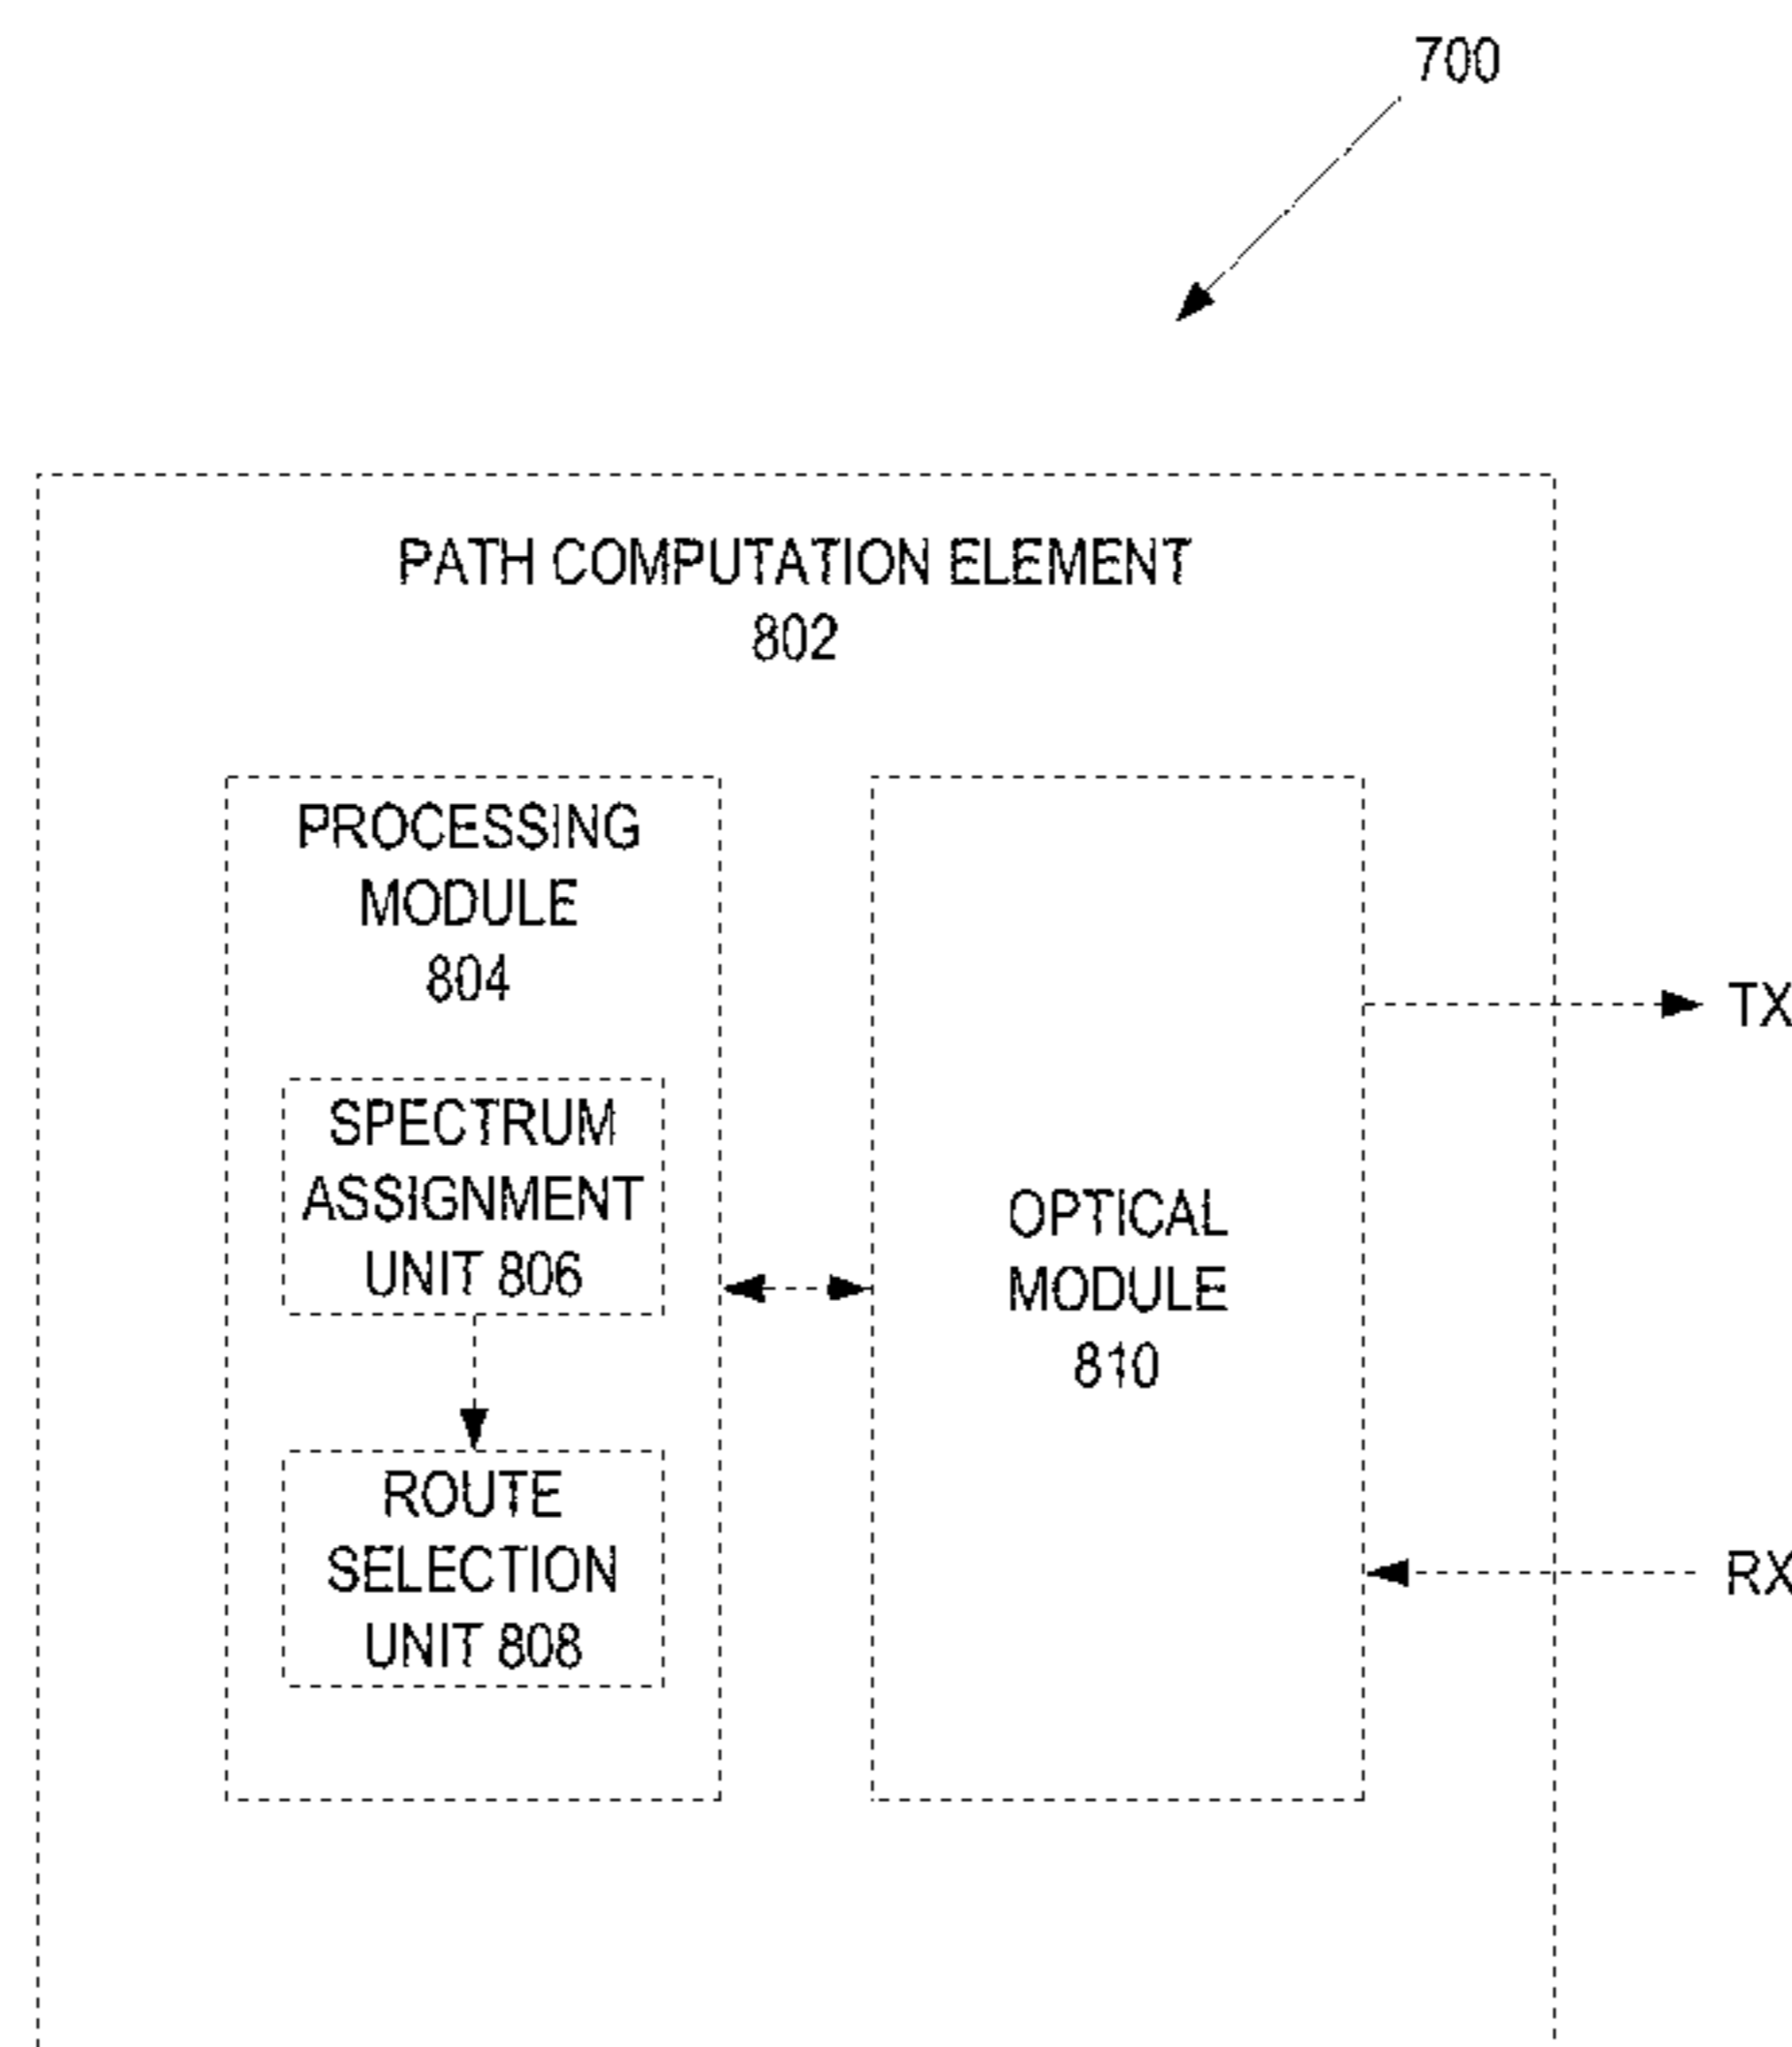 700
PATH COMPUTATION ELEMENT
802
PROCESSING
MODULE
804
SPECTRUM
ASSIGNMENT
UNIT 806
ROUTE
SELECTION
UNIT 808
OPTICAL
MODULE
810
TX
RX